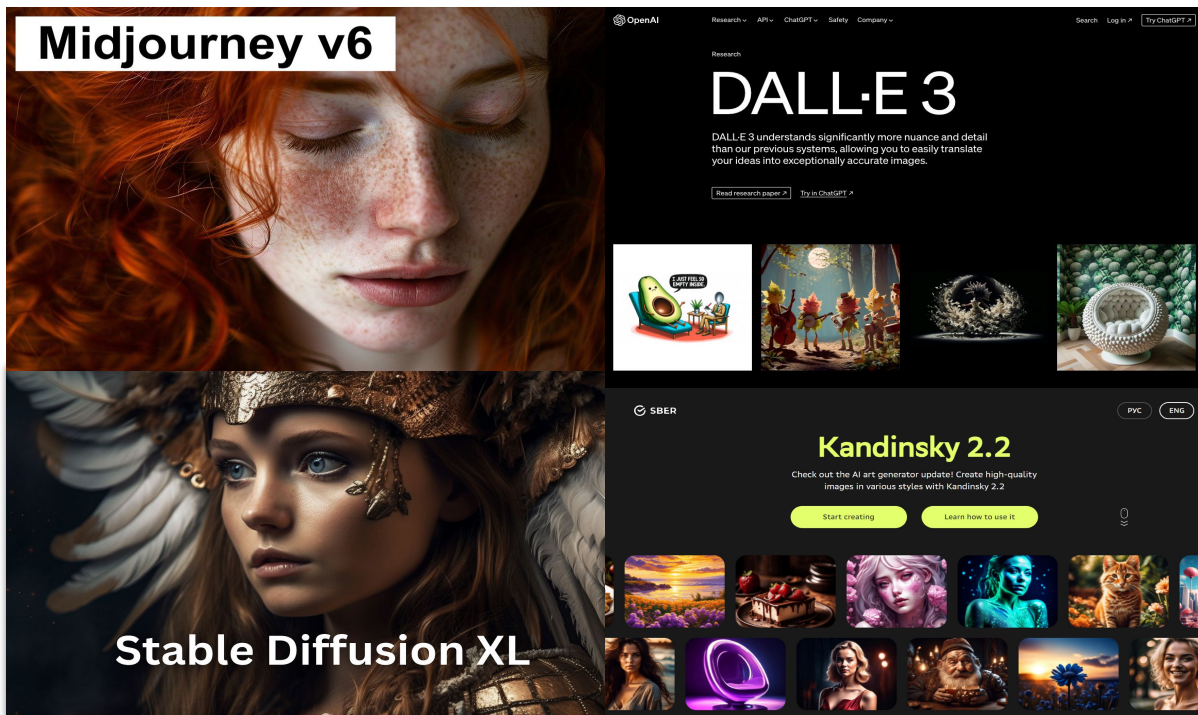 Midjourney v6
OpenAI
Research API ChatGPT Safety Company
Search Log in ↗ Try ChatGPT ↗
Research
DALL·E 3
DALL·E 3 understands significantly more nuance and detail
than our previous systems, allowing you to easily translate
your ideas into exceptionally accurate images.
Read research paper ↗ Try in ChatGPT ↗
I JUST FEEL SO
EMPTY INSIDE.
Stable Diffusion XL
SBER
РУС ENG
Kandinsky 2.2
Check out the AI art generator update! Create high-quality
images in various styles with Kandinsky 2.2
Start creating Learn how to use it